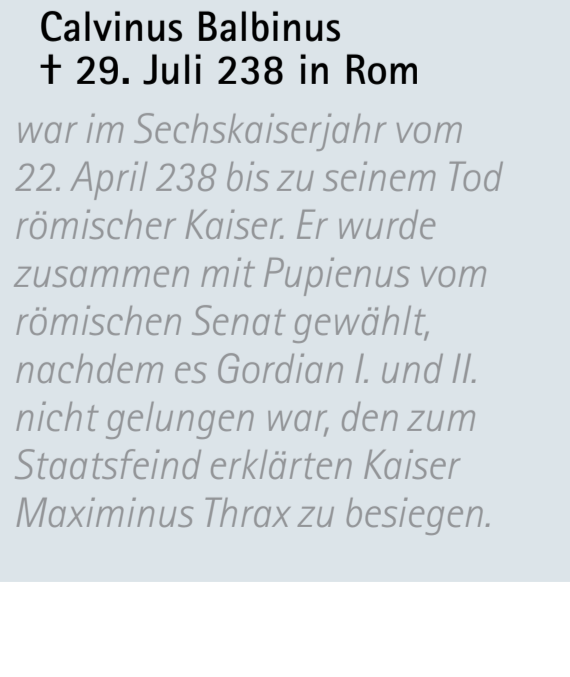 Calvinus Balbinus
† 29. Juli 238 in Rom
war im Sechskaiserjahr vom
22. April 238 bis zu seinem Tod
römischer Kaiser. Er wurde
zusammen mit Pupienus vom
römischen Senat gewählt,
nachdem es Gordian I. und II.
nicht gelungen war, den zum
Staatsfeind erklärten Kaiser
Maximinus Thrax zu besiegen.